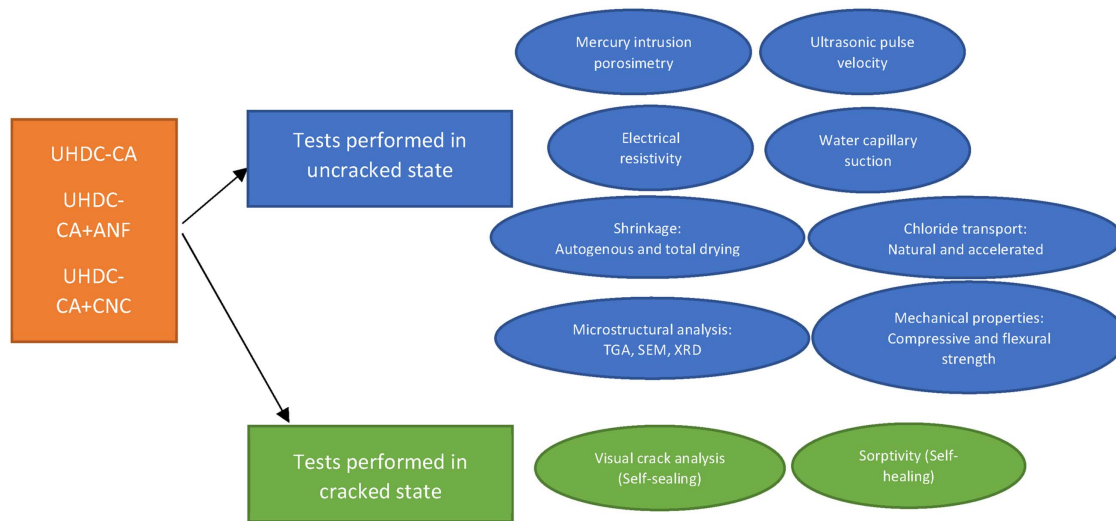 UHDC-CA
UHDC-
CA+ANF
UHDC-
CA+CNC
Tests performed in
uncracked state
Mercury intrusion
porosimetry
Ultrasonic pulse
velocity
Electrical
resistivity
Water capillary
suction
Shrinkage:
Autogenous and total drying
Chloride transport:
Natural and accelerated
Microstructural analysis:
TGA, SEM, XRD
Mechanical properties:
Compressive and flexural
strength
Tests performed in
cracked state
Visual crack analysis
(Self-sealing)
Sorptivity (Self-
healing)